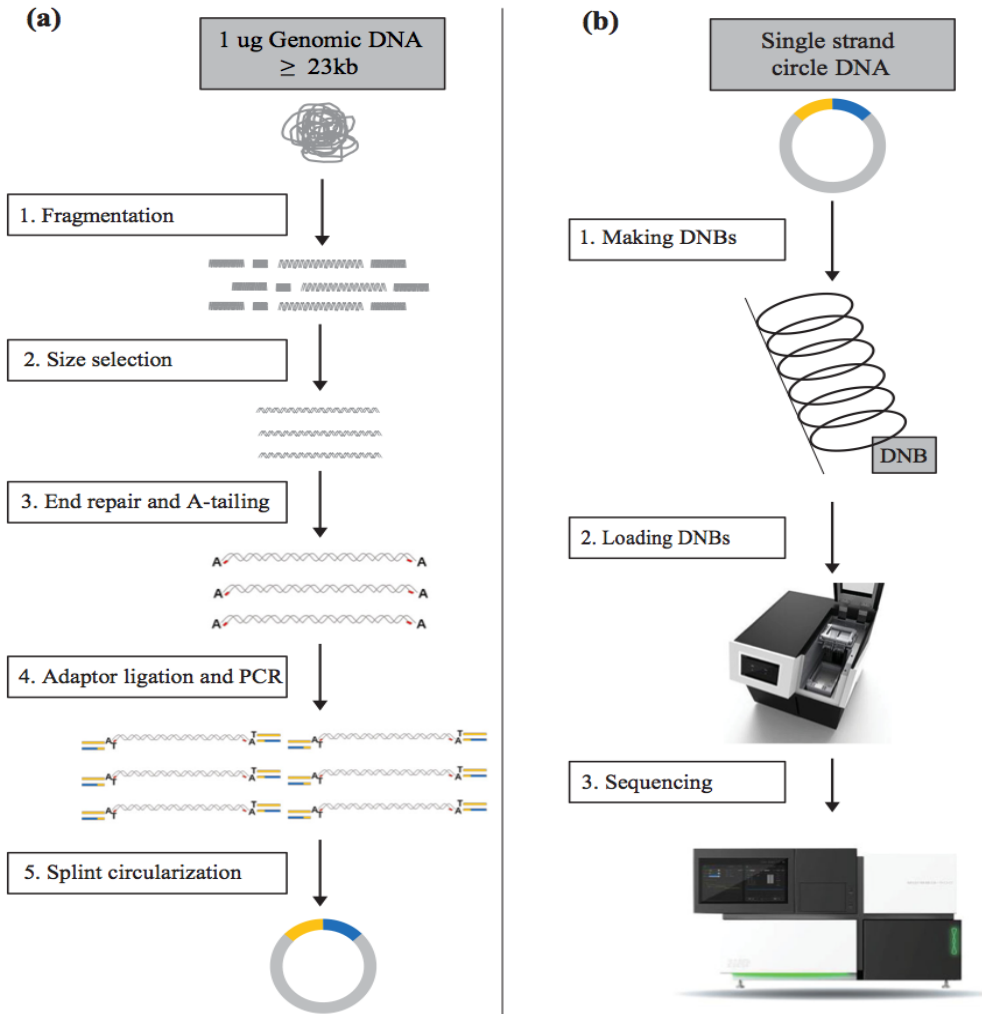 (a)
1 ug Genomic DNA
≥ 23kb
1. Fragmentation
2. Size selection
3. End repair and A-tailing
A A
A A
A A
4. Adaptor ligation and PCR
A T T A A T T A
A T A A T A
A T A A T A
5. Splint circularization
(b)
Single strand
circle DNA
1. Making DNBs
DNB
2. Loading DNBs
3. Sequencing